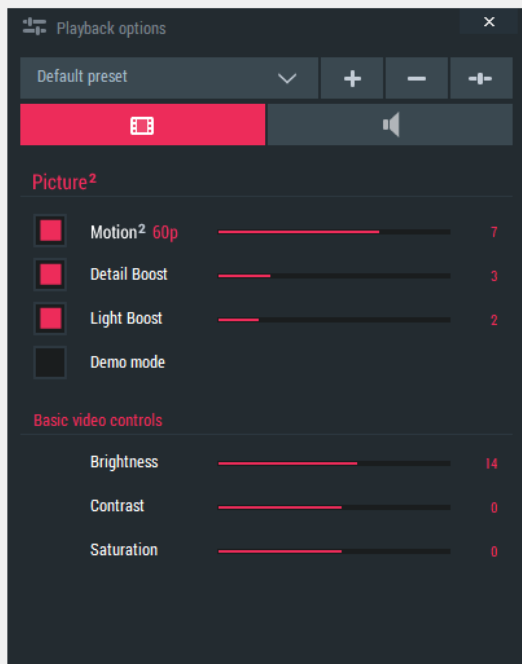 Playback options
Default preset
Picture²
Motion² 60p 7
Detail Boost 3
Light Boost 2
Demo mode
Basic video controls
Brightness 14
Contrast 0
Saturation 0